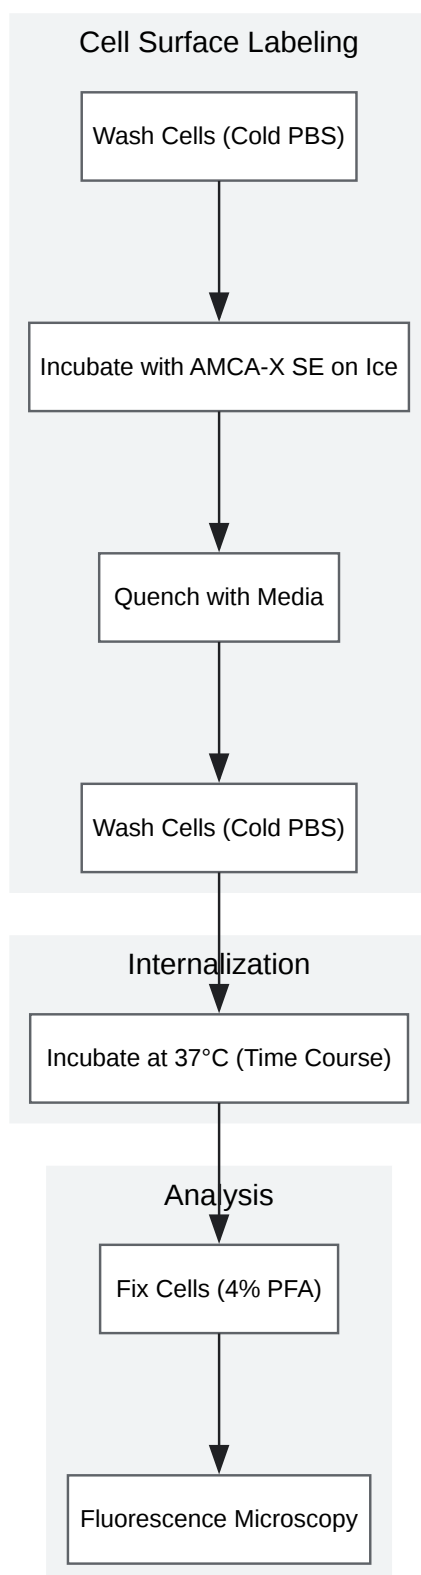 Cell Surface Labeling
Wash Cells (Cold PBS)
Incubate with AMCA-X SE on Ice
Quench with Media
Wash Cells (Cold PBS)
Internalization
Incubate at 37°C (Time Course)
Analysis
Fix Cells (4% PFA)
Fluorescence Microscopy